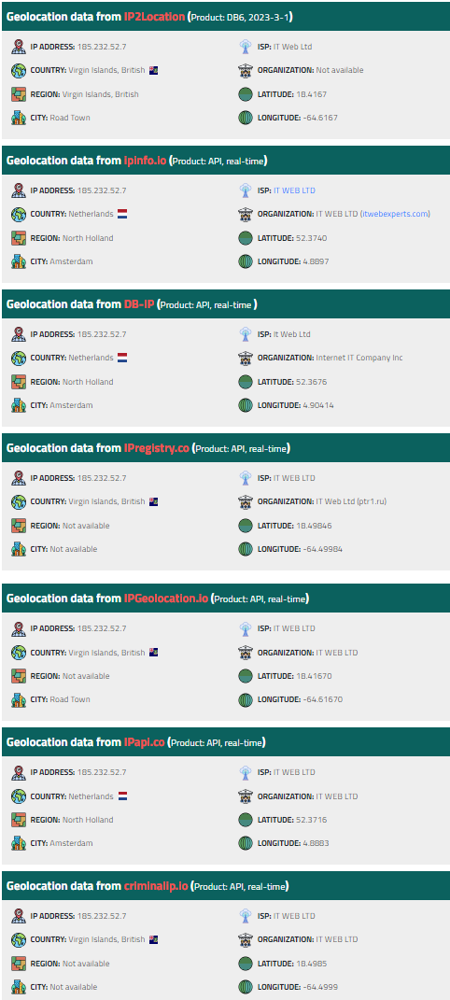 Geolocation data from IP2Location (Product: DB6, 2023-3-1)
IP ADDRESS: 185.232.52.7 ISP: IT Web Ltd
COUNTRY: Virgin Islands, British ORGANIZATION: Not available
REGION: Virgin Islands, British LATITUDE: 18.4167
CITY: Road Town LONGITUDE: -64.6167
Geolocation data from ipinfo.io (Product: API, real-time)
IP ADDRESS: 185.232.52.7 ISP: IT WEB LTD
COUNTRY: Netherlands ORGANIZATION: IT WEB LTD (itwebexperts.com)
REGION: North Holland LATITUDE: 52.3740
CITY: Amsterdam LONGITUDE: 4.8897
Geolocation data from DB-IP (Product: API, real-time )
IP ADDRESS: 185.232.52.7 ISP: It Web Ltd
COUNTRY: Netherlands ORGANIZATION: Internet IT Company Inc
REGION: North Holland LATITUDE: 52.3676
CITY: Amsterdam LONGITUDE: 4.90414
Geolocation data from IPregistry.co (Product: API, real-time)
IP ADDRESS: 185.232.52.7 ISP: IT WEB LTD
COUNTRY: Virgin Islands, British ORGANIZATION: IT Web Ltd (ptr1.ru)
REGION: Not available LATITUDE: 18.49846
CITY: Not available LONGITUDE: -64.49984
Geolocation data from IPGeolocation.io (Product: API, real-time)
IP ADDRESS: 185.232.52.7 ISP: IT WEB LTD
COUNTRY: Virgin Islands, British ORGANIZATION: IT WEB LTD
REGION: Not available LATITUDE: 18.41670
CITY: Road Town LONGITUDE: -64.61670
Geolocation data from IPapi.co (Product: API, real-time)
IP ADDRESS: 185.232.52.7 ISP: IT WEB LTD
COUNTRY: Netherlands ORGANIZATION: IT WEB LTD
REGION: North Holland LATITUDE: 52.3716
CITY: Amsterdam LONGITUDE: 4.8883
Geolocation data from criminalip.io (Product: API, real-time)
IP ADDRESS: 185.232.52.7 ISP: IT WEB LTD
COUNTRY: Virgin Islands, British ORGANIZATION: IT WEB LTD
REGION: Not available LATITUDE: 18.4985
CITY: Not available LONGITUDE: -64.4999